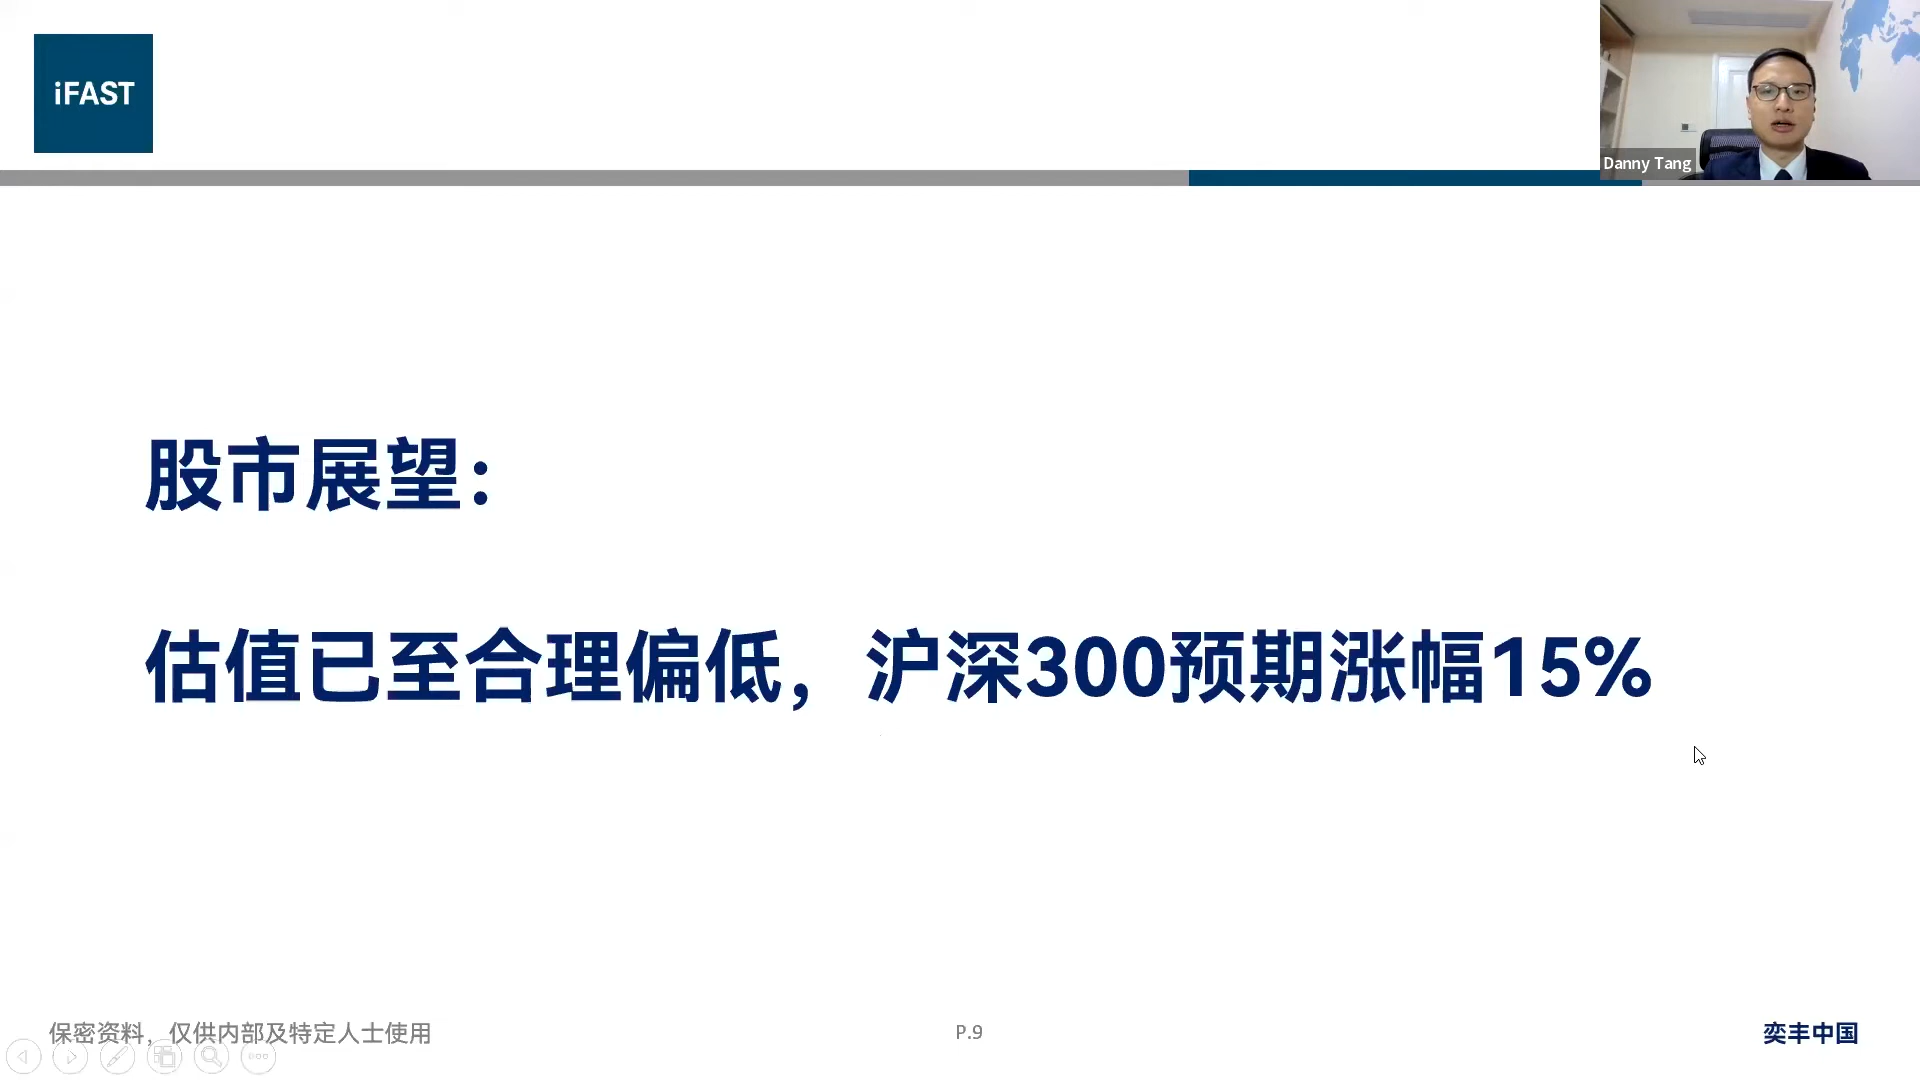 iFAST
Danny Tang
股市展望：
估值已至合理偏低，沪深300预期涨幅15%
保密资料，仅供内部及特定人士使用
P.9
奕丰中国